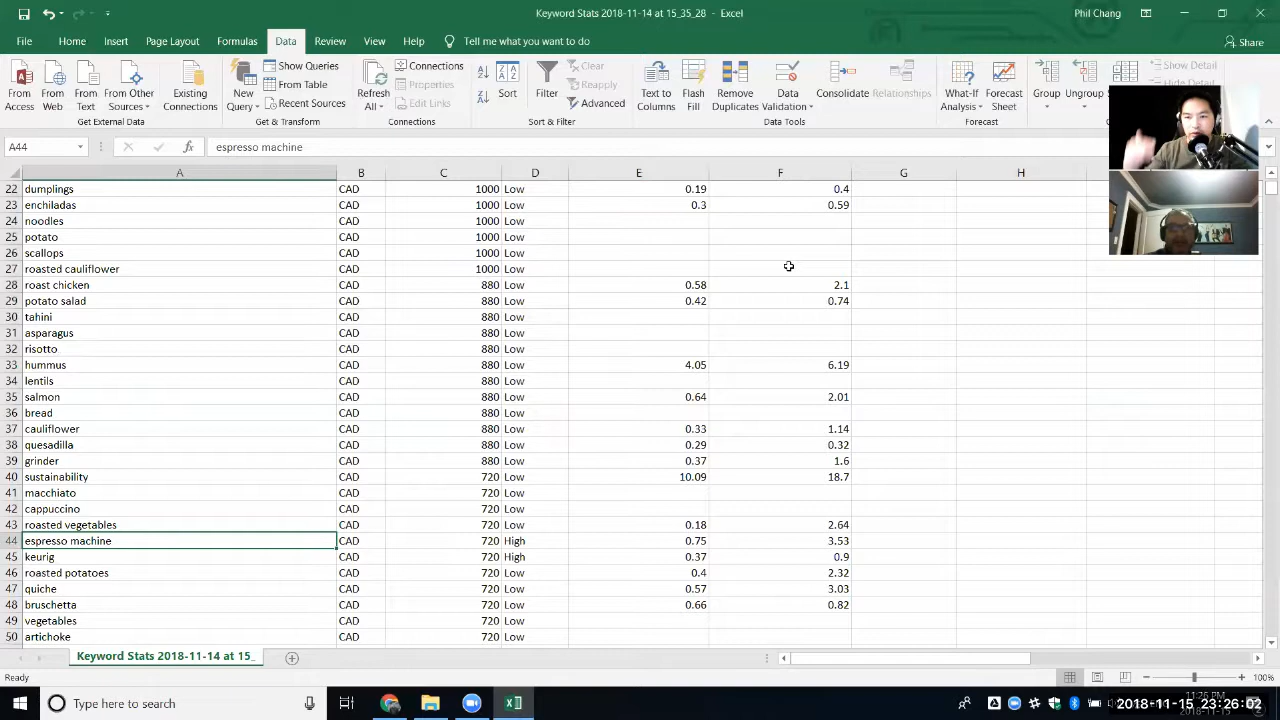 Keyword Stats 2018-11-14 at 15_35_28 - Excel
Phil Chang
File Home Insert Page Layout Formulas Data Review View Help Tell me what you want to do Share
From Access
From Web
From Text
From Other Sources
Existing Connections
Get External Data
New Query
Show Queries
From Table
Recent Sources
Get & Transform
Refresh All
Connections
Properties
Edit Links
Connections
Sort
Filter
Clear
Reapply
Advanced
Sort & Filter
Text to Columns
Flash Fill
Remove Duplicates
Data Validation
Consolidate
Relationships
Data Tools
What-If Analysis
Forecast Sheet
Forecast
Group
Ungroup
Show Detail
Hide Detail
A44 fx espresso machine
A B C D E F G H
22 dumplings CAD 1000 Low 0.19 0.4
23 enchiladas CAD 1000 Low 0.3 0.59
24 noodles CAD 1000 Low
25 potato CAD 1000 Low
26 scallops CAD 1000 Low
27 roasted cauliflower CAD 1000 Low
28 roast chicken CAD 880 Low 0.58 2.1
29 potato salad CAD 880 Low 0.42 0.74
30 tahini CAD 880 Low
31 asparagus CAD 880 Low
32 risotto CAD 880 Low
33 hummus CAD 880 Low 4.05 6.19
34 lentils CAD 880 Low
35 salmon CAD 880 Low 0.64 2.01
36 bread CAD 880 Low
37 cauliflower CAD 880 Low 0.33 1.14
38 quesadilla CAD 880 Low 0.29 0.32
39 grinder CAD 880 Low 0.37 1.6
40 sustainability CAD 720 Low 10.09 18.7
41 macchiato CAD 720 Low
42 cappuccino CAD 720 Low
43 roasted vegetables CAD 720 Low 0.18 2.64
44 espresso machine CAD 720 High 0.75 3.53
45 keurig CAD 720 High 0.37 0.9
46 roasted potatoes CAD 720 Low 0.4 2.32
47 quiche CAD 720 Low 0.57 3.03
48 bruschetta CAD 720 Low 0.66 0.82
49 vegetables CAD 720 Low
50 artichoke CAD 720 Low
Keyword Stats 2018-11-14 at 15_
Ready
100%
Type here to search
11:26 PM
2018-11-15 23:26:02
2018-11-15